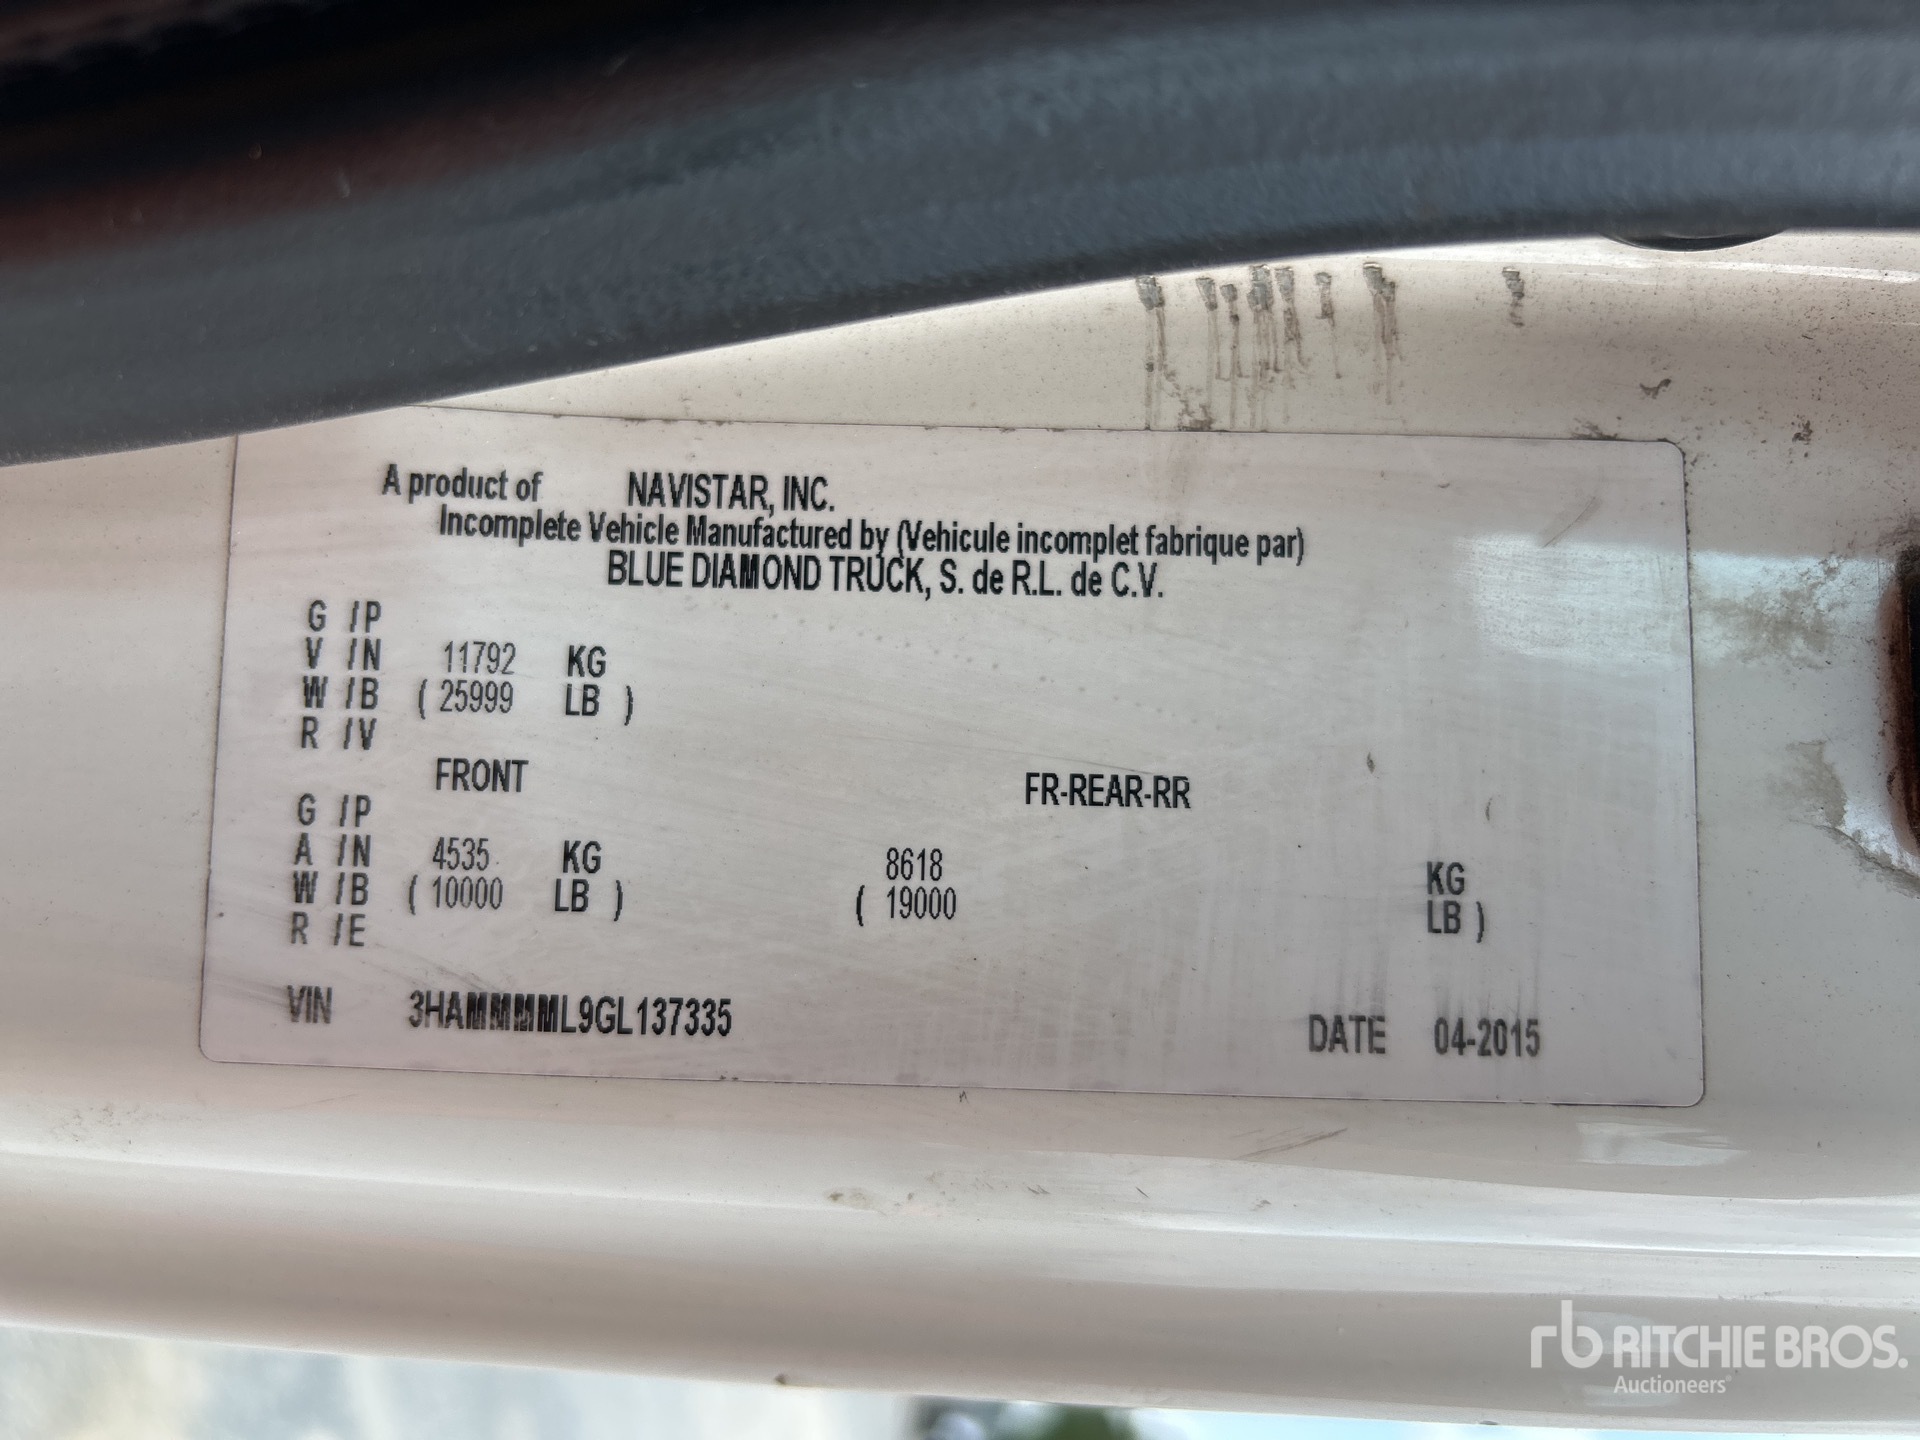 A product of NAVISTAR, INC.
Incomplete Vehicle Manufactured by (Vehicule incomplet fabrique par)
BLUE DIAMOND TRUCK, S. de R.L. de C.V.
G / P
V / N 11792 KG
W / B ( 25999 LB )
R / V
FRONT FR-REAR-RR
G / P
A / N 4535 KG 8618 KG
W / B ( 10000 LB ) ( 19000 LB )
R / E
VIN 3HAMMMML9GL137335 DATE 04-2015
rb RITCHIE BROS.
Auctioneers